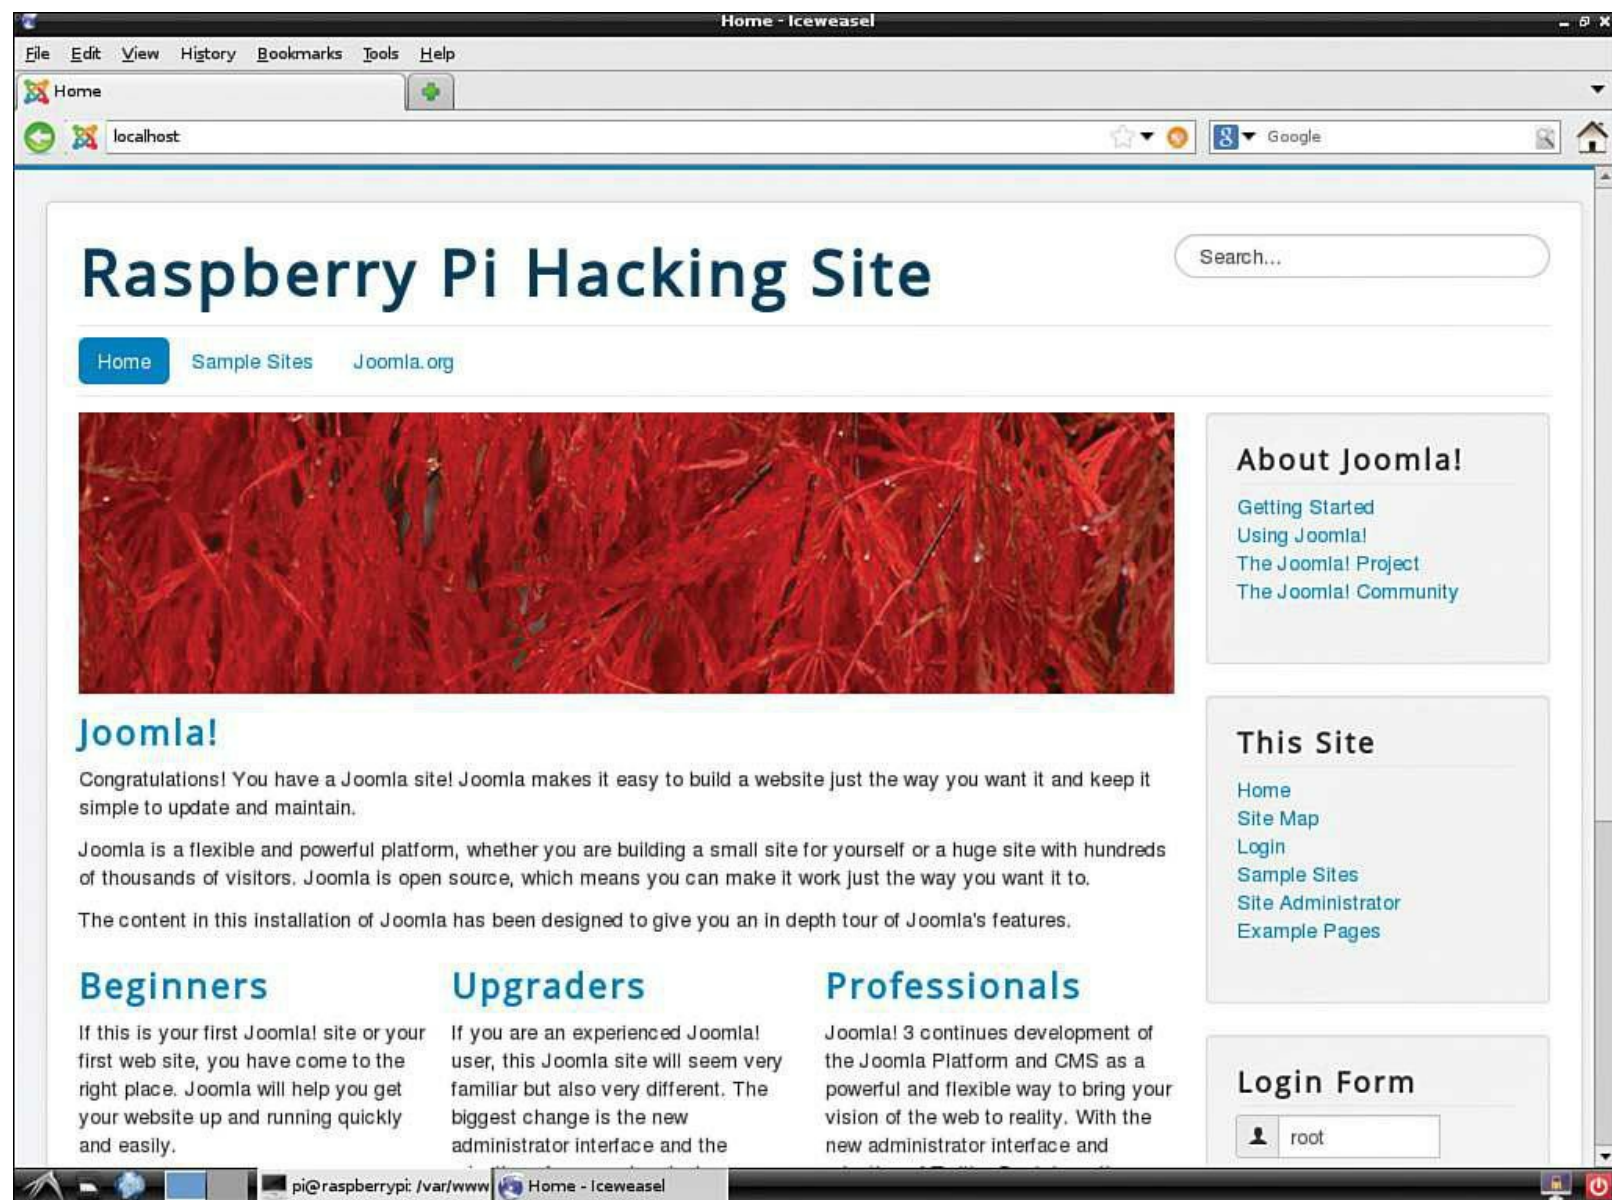 Home - Iceweasel
File Edit View History Bookmarks Tools Help
Home
localhost
Google
Raspberry Pi Hacking Site
Search...
Home Sample Sites Joomla.org
About Joomla!
Getting Started
Using Joomla!
The Joomla! Project
The Joomla! Community
Joomla!
Congratulations! You have a Joomla site! Joomla makes it easy to build a website just the way you want it and keep it
simple to update and maintain.
Joomla is a flexible and powerful platform, whether you are building a small site for yourself or a huge site with hundreds
of thousands of visitors. Joomla is open source, which means you can make it work just the way you want it to.
The content in this installation of Joomla has been designed to give you an in depth tour of Joomla's features.
This Site
Home
Site Map
Login
Sample Sites
Site Administrator
Example Pages
Beginners
If this is your first Joomla! site or your
first web site, you have come to the
right place. Joomla will help you get
your website up and running quickly
and easily.
Upgraders
If you are an experienced Joomla!
user, this Joomla site will seem very
familiar but also very different. The
biggest change is the new
administrator interface and the
Professionals
Joomla! 3 continues development of
the Joomla Platform and CMS as a
powerful and flexible way to bring your
vision of the web to reality. With the
new administrator interface and
Login Form
root
pi@raspberrypi: /var/www
Home - Iceweasel